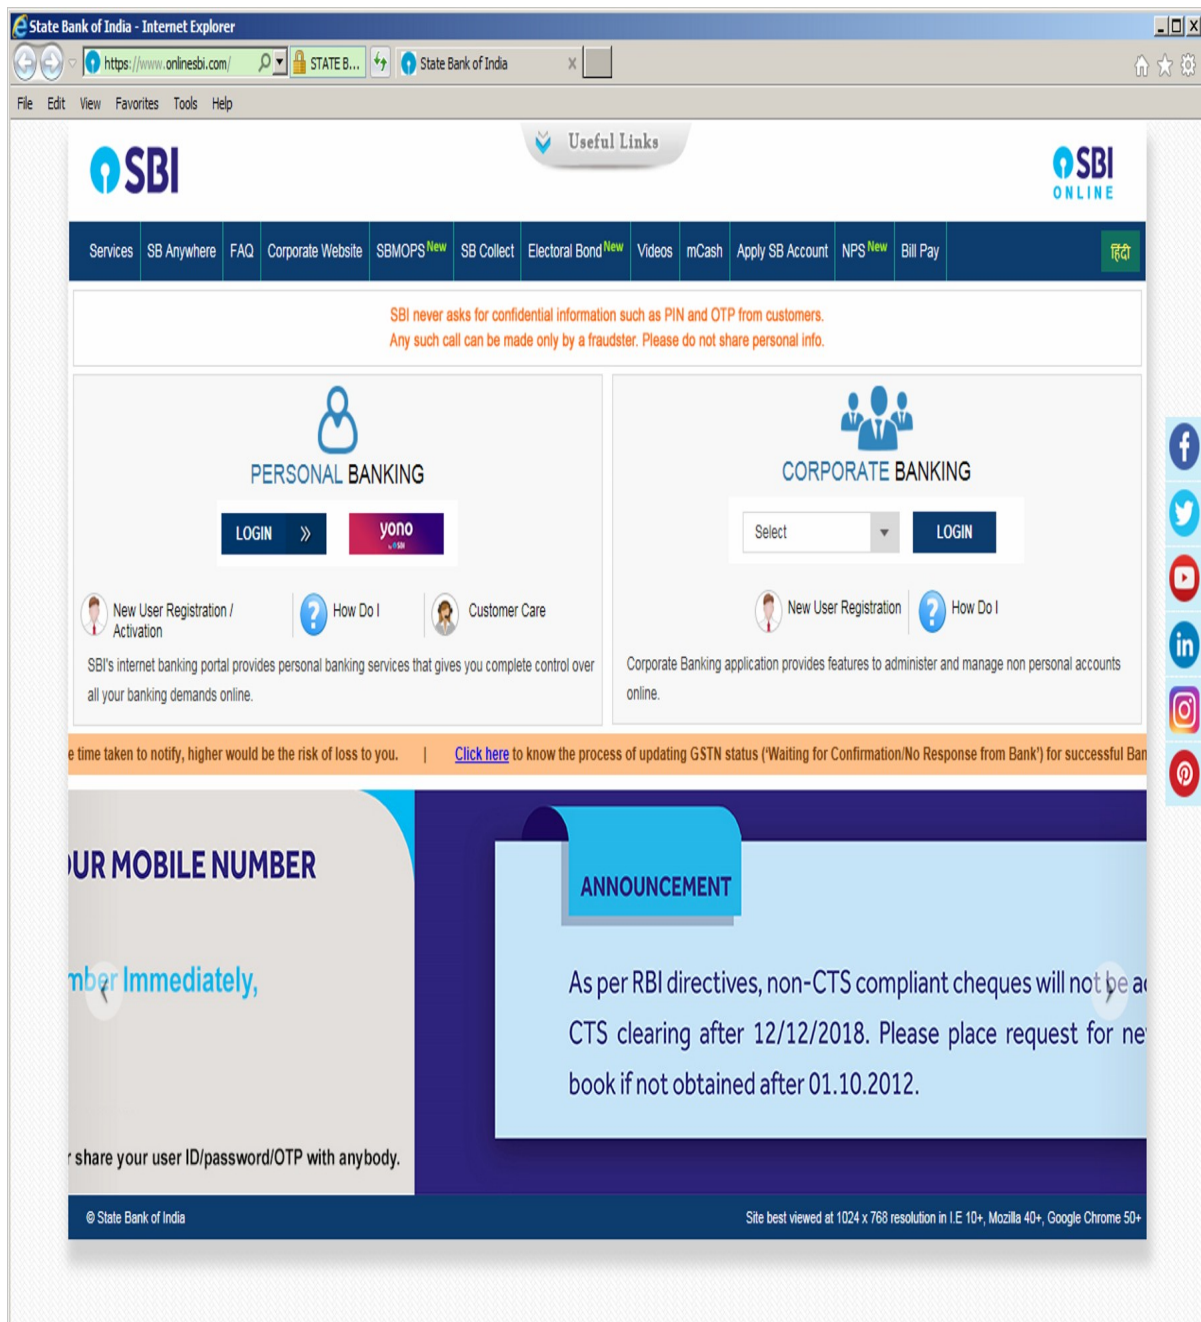 State Bank of India - Internet Explorer
https://www.onlinesbi.com/ STATE B... State Bank of India
File Edit View Favorites Tools Help
Useful Links
SBI
SBI
ONLINE
Services SB Anywhere FAQ Corporate Website SBMOPS New SB Collect Electoral Bond New Videos mCash Apply SB Account NPS New Bill Pay हिंदी
SBI never asks for confidential information such as PIN and OTP from customers.
Any such call can be made only by a fraudster. Please do not share personal info.
PERSONAL BANKING
LOGIN » yono
by SBI
New User Registration /
Activation
How Do I
Customer Care
SBI's internet banking portal provides personal banking services that gives you complete control over
all your banking demands online.
CORPORATE BANKING
Select LOGIN
New User Registration How Do I
Corporate Banking application provides features to administer and manage non personal accounts
online.
e time taken to notify, higher would be the risk of loss to you. | Click here to know the process of updating GSTN status ('Waiting for Confirmation/No Response from Bank') for successful Ban
OUR MOBILE NUMBER
mber Immediately,
r share your user ID/password/OTP with anybody.
ANNOUNCEMENT
As per RBI directives, non-CTS compliant cheques will not be ac
CTS clearing after 12/12/2018. Please place request for ne
book if not obtained after 01.10.2012.
© State Bank of India
Site best viewed at 1024 x 768 resolution in I.E 10+, Mozilla 40+, Google Chrome 50+